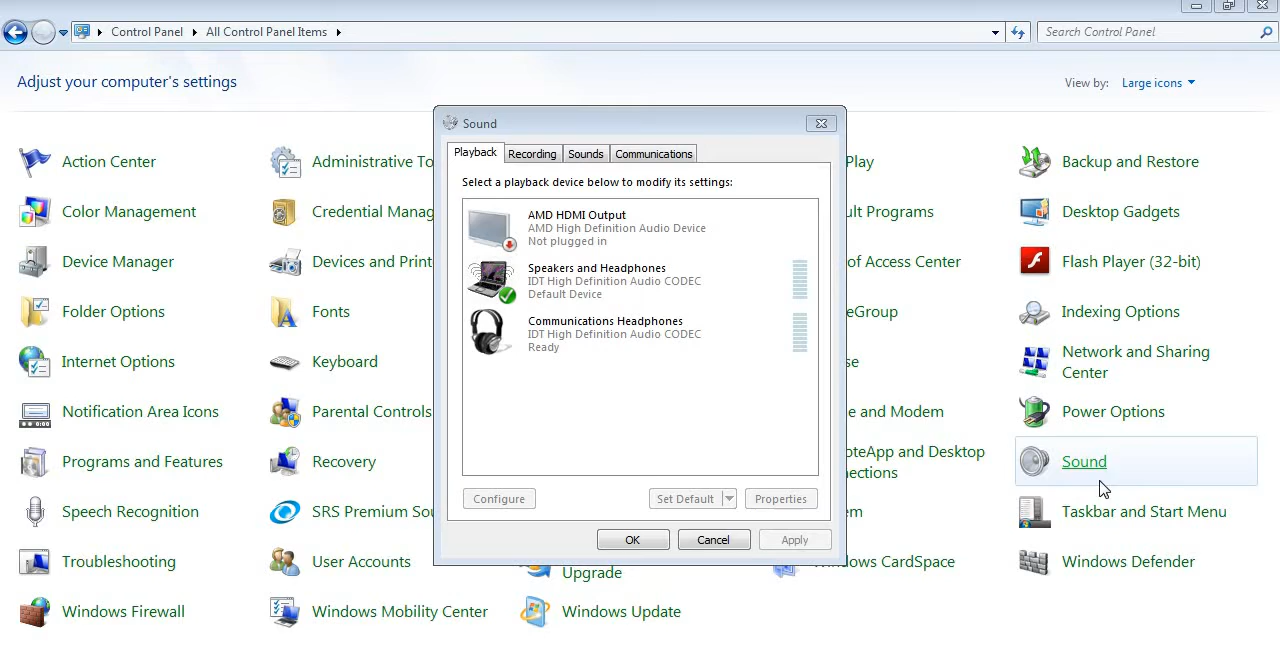 Control Panel
All Control Panel Items
Search Control Panel
Adjust your computer's settings
View by:
Large icons
Action Center
Administrative To
Play
Backup and Restore
Color Management
Credential Manag
ult Programs
Desktop Gadgets
Device Manager
Devices and Print
of Access Center
Flash Player (32-bit)
Folder Options
Fonts
eGroup
Indexing Options
Internet Options
Keyboard
se
Network and Sharing
Center
Notification Area Icons
Parental Controls
e and Modem
Power Options
Programs and Features
Recovery
oteApp and Desktop
nections
Sound
Speech Recognition
SRS Premium Sou
em
Taskbar and Start Menu
Troubleshooting
User Accounts
Upgrade
Windows CardSpace
Windows Defender
Windows Firewall
Windows Mobility Center
Windows Update
Sound
Playback
Recording
Sounds
Communications
Select a playback device below to modify its settings:
AMD HDMI Output
AMD High Definition Audio Device
Not plugged in
Speakers and Headphones
IDT High Definition Audio CODEC
Default Device
Communications Headphones
IDT High Definition Audio CODEC
Ready
Configure
Set Default
Properties
OK
Cancel
Apply